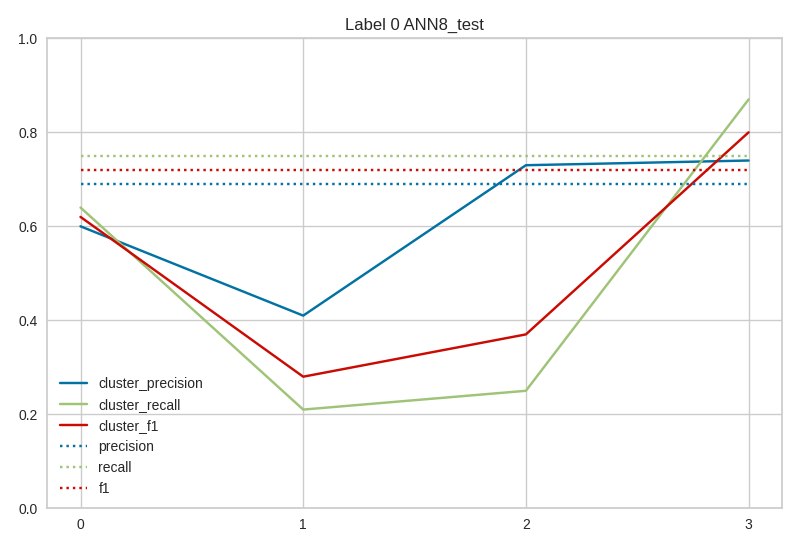 Label 0 ANN8_test
1.0
0.8
0.6
0.4
0.2
0.0
cluster_precision
cluster_recall
cluster_f1
precision
recall
f1
0 1 2 3